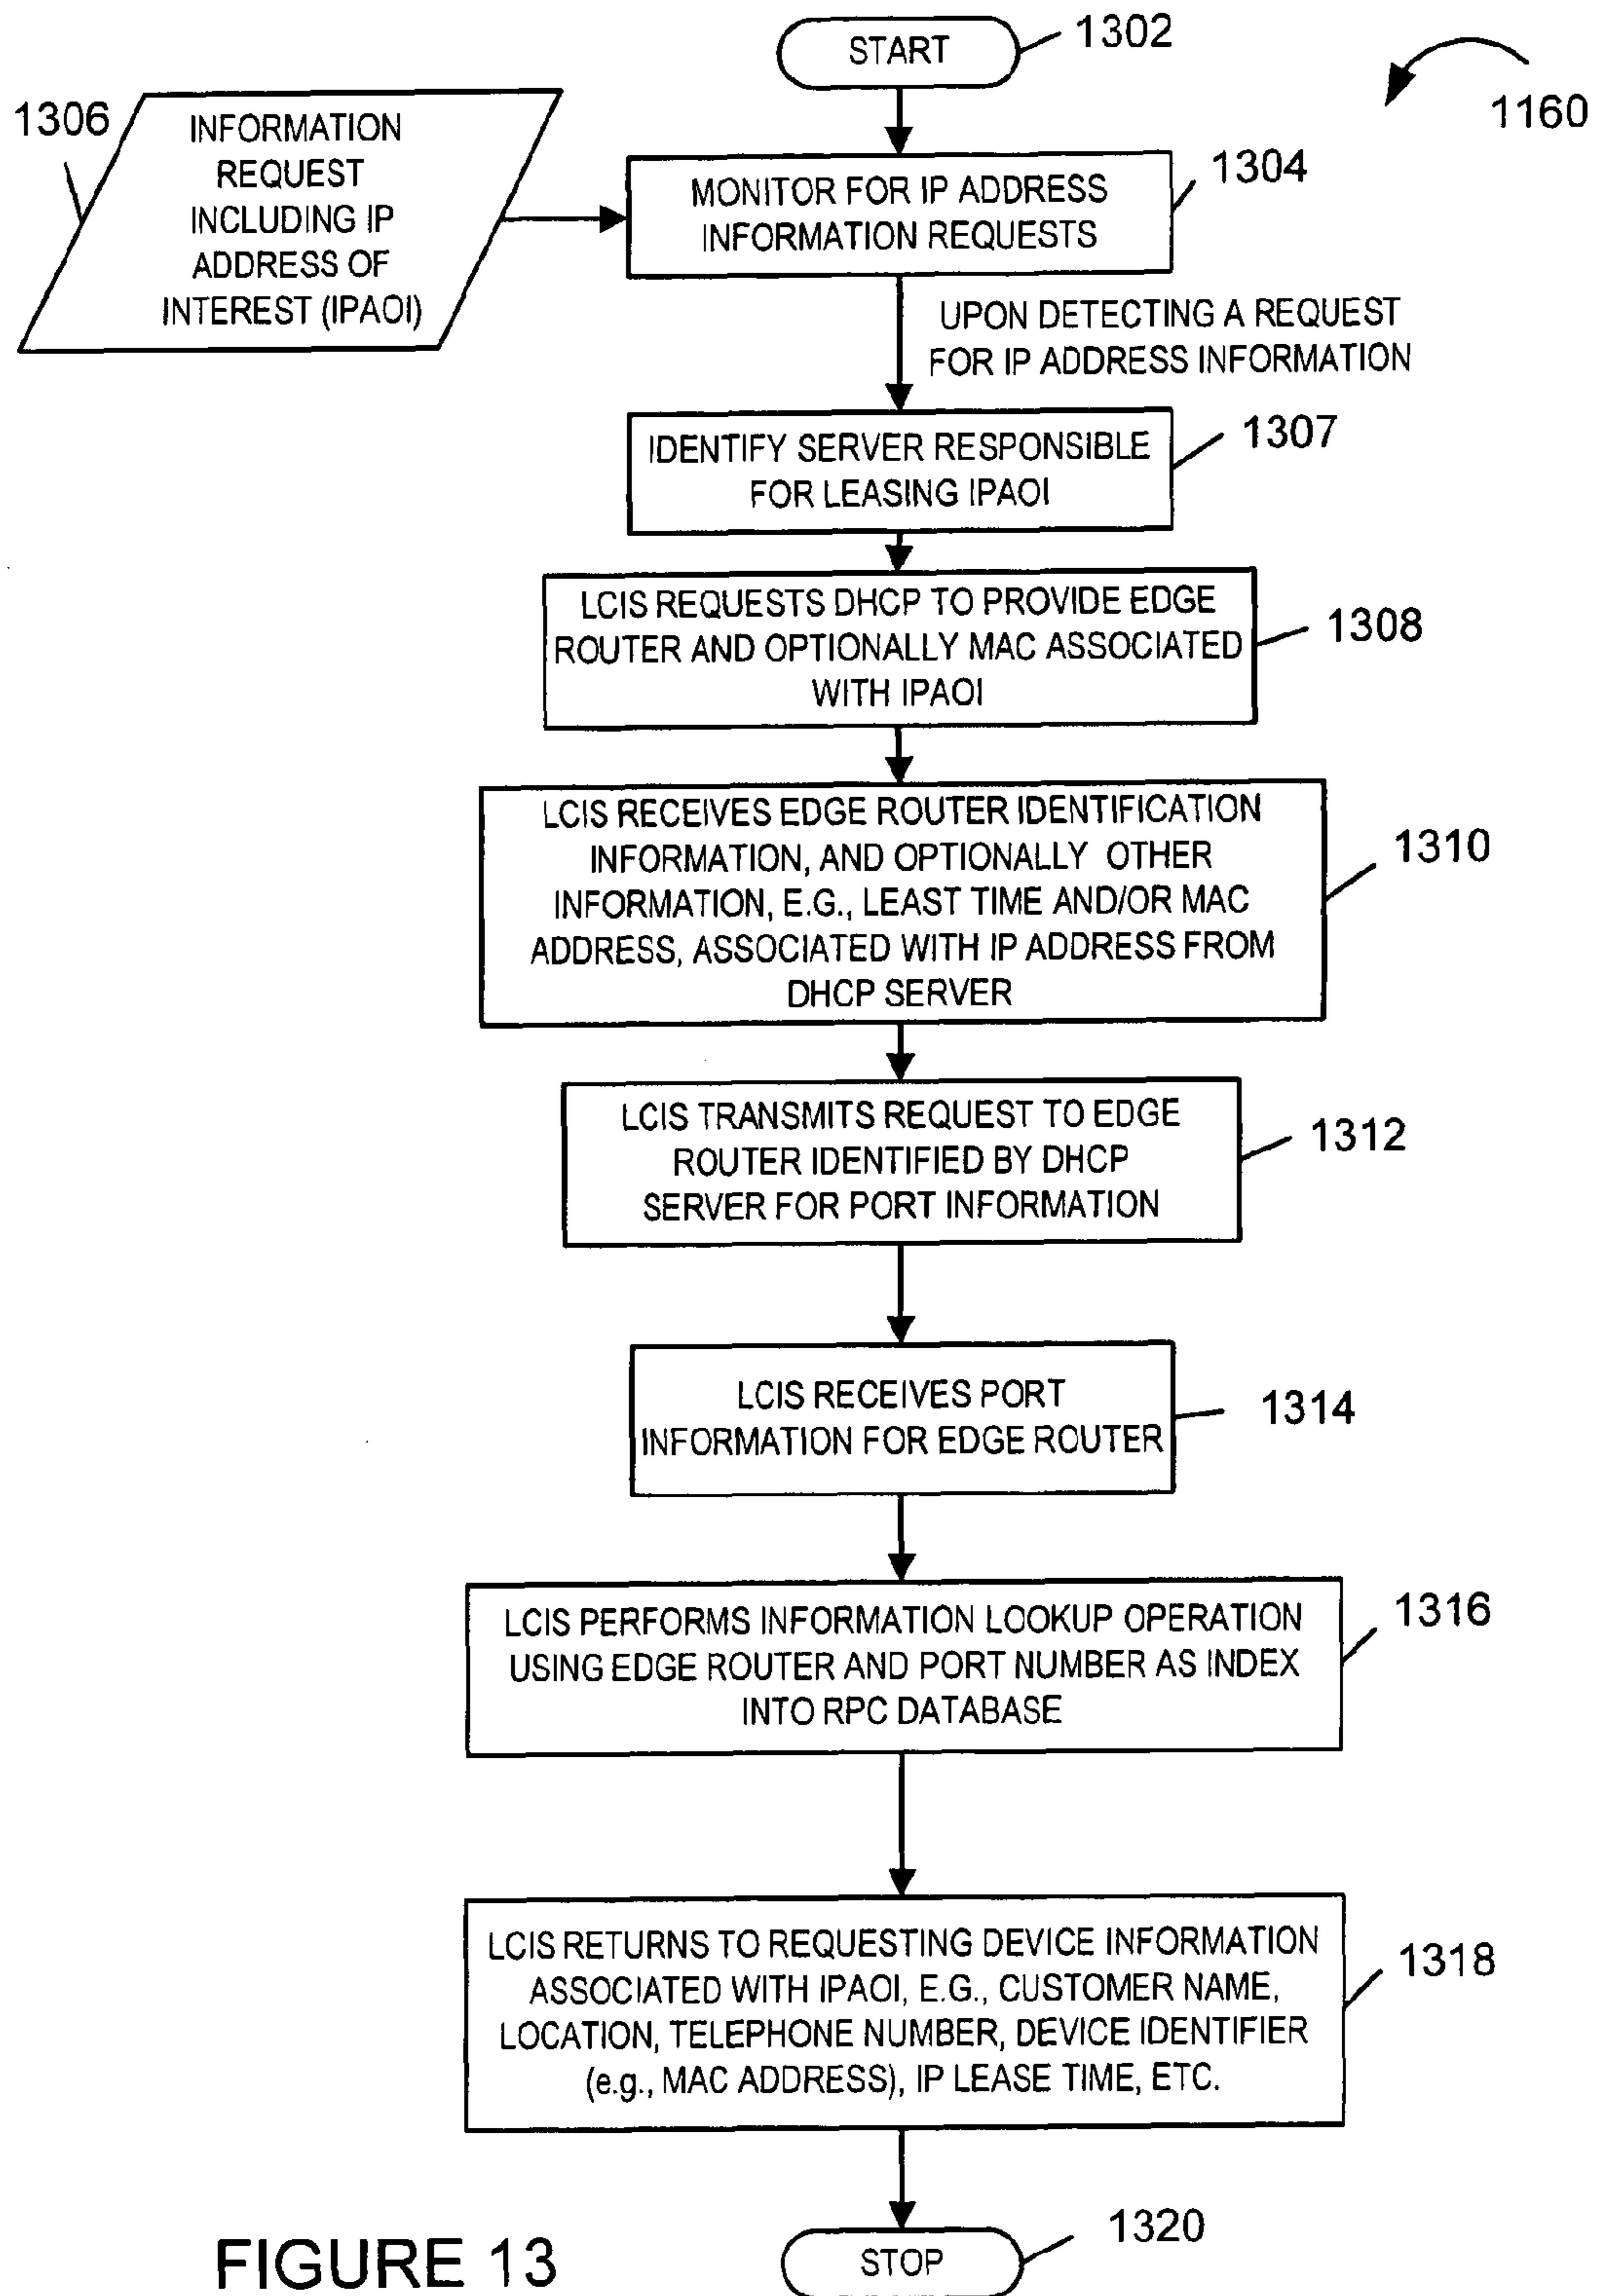 START
1302
1160
1306
INFORMATION
REQUEST
INCLUDING IP
ADDRESS OF
INTEREST (IPAOI)
MONITOR FOR IP ADDRESS
INFORMATION REQUESTS
1304
UPON DETECTING A REQUEST
FOR IP ADDRESS INFORMATION
IDENTIFY SERVER RESPONSIBLE
FOR LEASING IPAOI
1307
LCIS REQUESTS DHCP TO PROVIDE EDGE
ROUTER AND OPTIONALLY MAC ASSOCIATED
WITH IPAOI
1308
LCIS RECEIVES EDGE ROUTER IDENTIFICATION
INFORMATION, AND OPTIONALLY OTHER
INFORMATION, E.G., LEAST TIME AND/OR MAC
ADDRESS, ASSOCIATED WITH IP ADDRESS FROM
DHCP SERVER
1310
LCIS TRANSMITS REQUEST TO EDGE
ROUTER IDENTIFIED BY DHCP
SERVER FOR PORT INFORMATION
1312
LCIS RECEIVES PORT
INFORMATION FOR EDGE ROUTER
1314
LCIS PERFORMS INFORMATION LOOKUP OPERATION
USING EDGE ROUTER AND PORT NUMBER AS INDEX
INTO RPC DATABASE
1316
LCIS RETURNS TO REQUESTING DEVICE INFORMATION
ASSOCIATED WITH IPAOI, E.G., CUSTOMER NAME,
LOCATION, TELEPHONE NUMBER, DEVICE IDENTIFIER
(e.g., MAC ADDRESS), IP LEASE TIME, ETC.
1318
STOP
1320
FIGURE 13